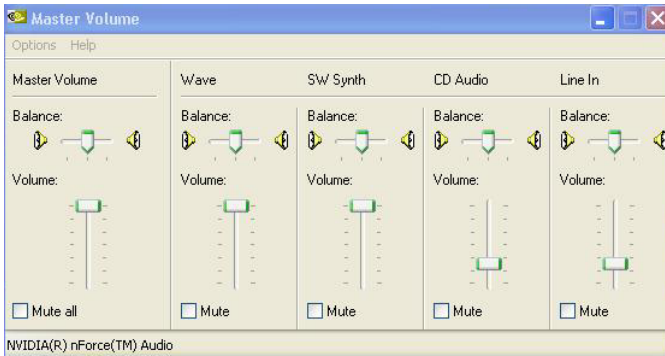 Master Volume
Options Help
Master Volume Wave SW Synth CD Audio Line In
Balance: Balance: Balance: Balance: Balance:
Volume: Volume: Volume: Volume: Volume:
Mute all Mute Mute Mute Mute
NVIDIA(R) nForce(TM) Audio